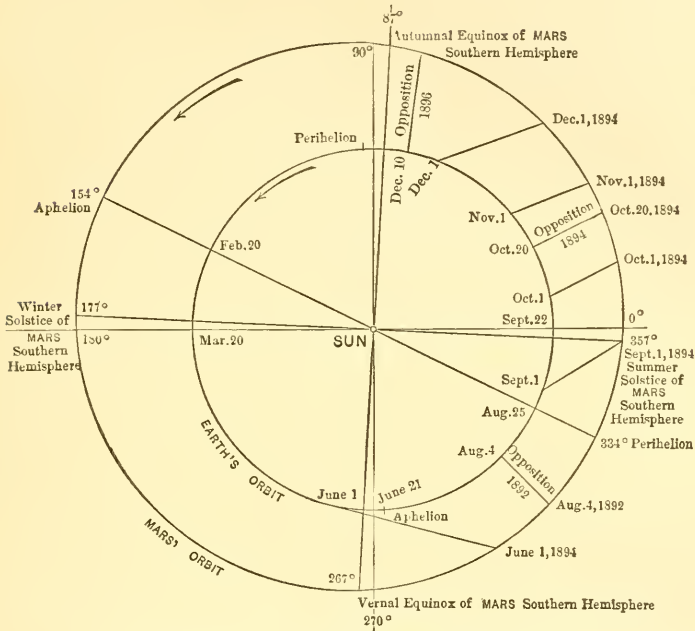 87°
Autumnal Equinox of MARS
Southern Hemisphere
90°
Opposition
1896
Dec. 1, 1894
Perihelion
Dec. 10
Dec. 1
154°
Aphelion
Nov. 1, 1894
Nov. 1
Oct. 20. 1894
Opposition
1894
Feb. 20
Oct. 20
Oct. 1, 1894
Oct. 1
Winter
Solstice of
MARS
Southern
Hemisphere
177°
180°
Mar. 20
SUN
Sept. 22
0°
357°
Sept. 1, 1894
Summer
Solstice of
MARS
Southern
Hemisphere
Sept. 1
Aug. 25
334° Perihelion
Aug. 4
Opposition
1892
Aug. 4, 1892
EARTH'S ORBIT
June 1
June 21
Aphelion
June 1, 1894
MARS' ORBIT
267°
Vernal Equinox of MARS Southern Hemisphere
270°